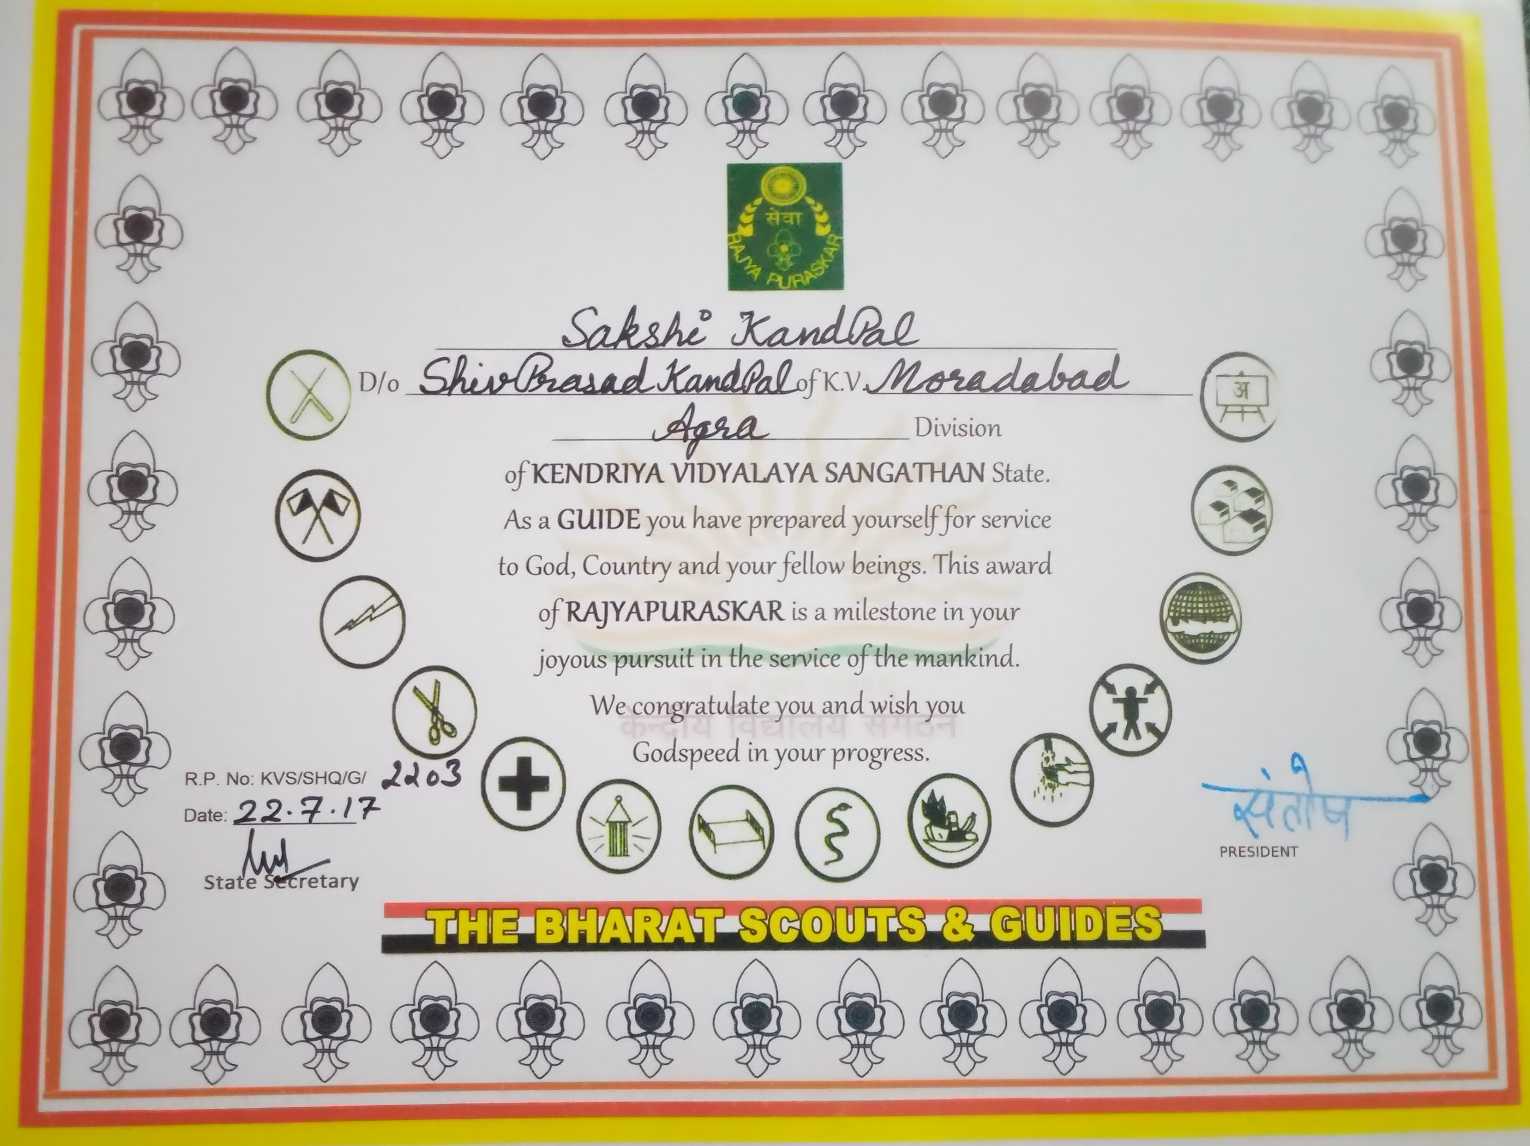 सेवा
RAJYA PURASKAR
Sakshi KandPal
D/o Shiv Prasad KandPal of K.V. Moradabad
Agra Division
of KENDRIYA VIDYALAYA SANGATHAN State.
As a GUIDE you have prepared yourself for service
to God, Country and your fellow beings. This award
of RAJYAPURASKAR is a milestone in your
joyous pursuit in the service of the mankind.
We congratulate you and wish you
केन्द्रीय विद्यालय संगठन
Godspeed in your progress.
अ
R.P. No: KVS/SHQ/G/ 2203
Date: 22.7.17
State Secretary
संतोष
PRESIDENT
THE BHARAT SCOUTS & GUIDES